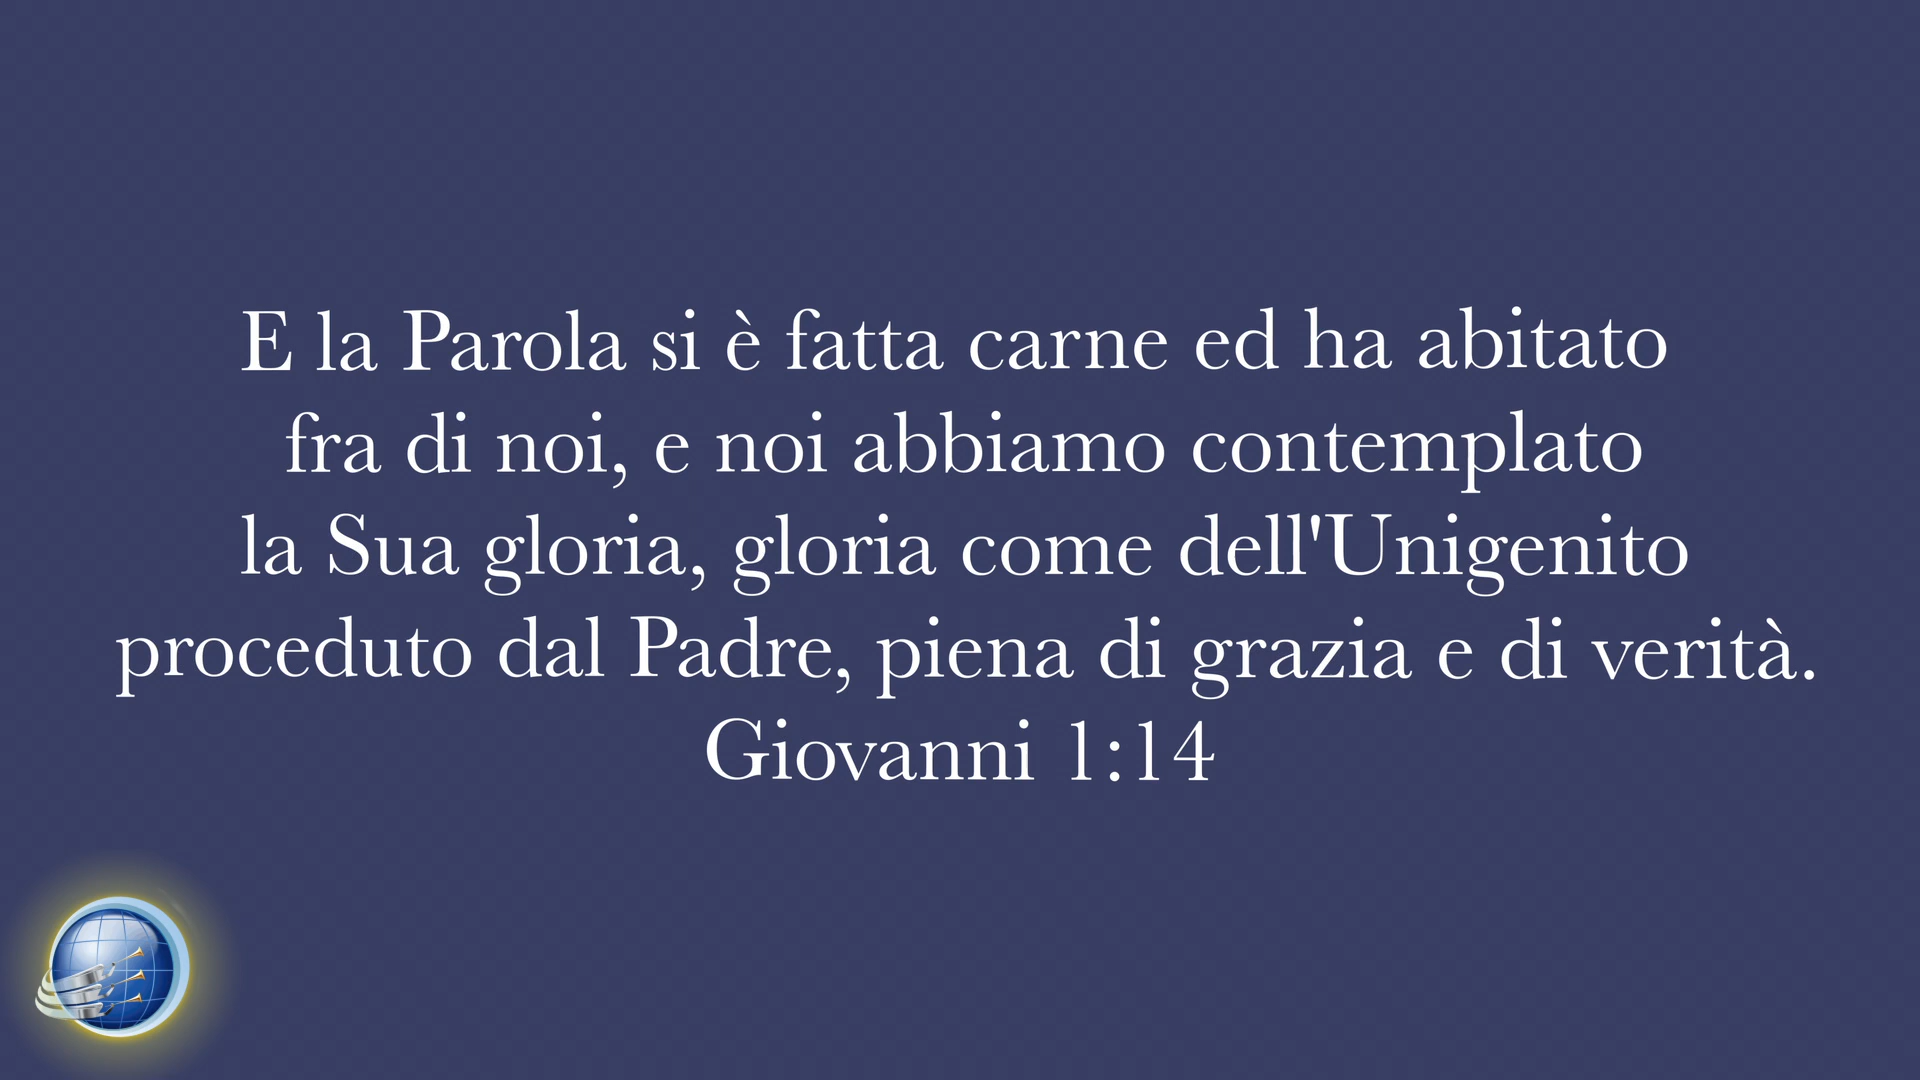 E la Parola si è fatta carne ed ha abitato
fra di noi, e noi abbiamo contemplato
la Sua gloria, gloria come dell'Unigenito
proceduto dal Padre, piena di grazia e di verità.
Giovanni 1:14